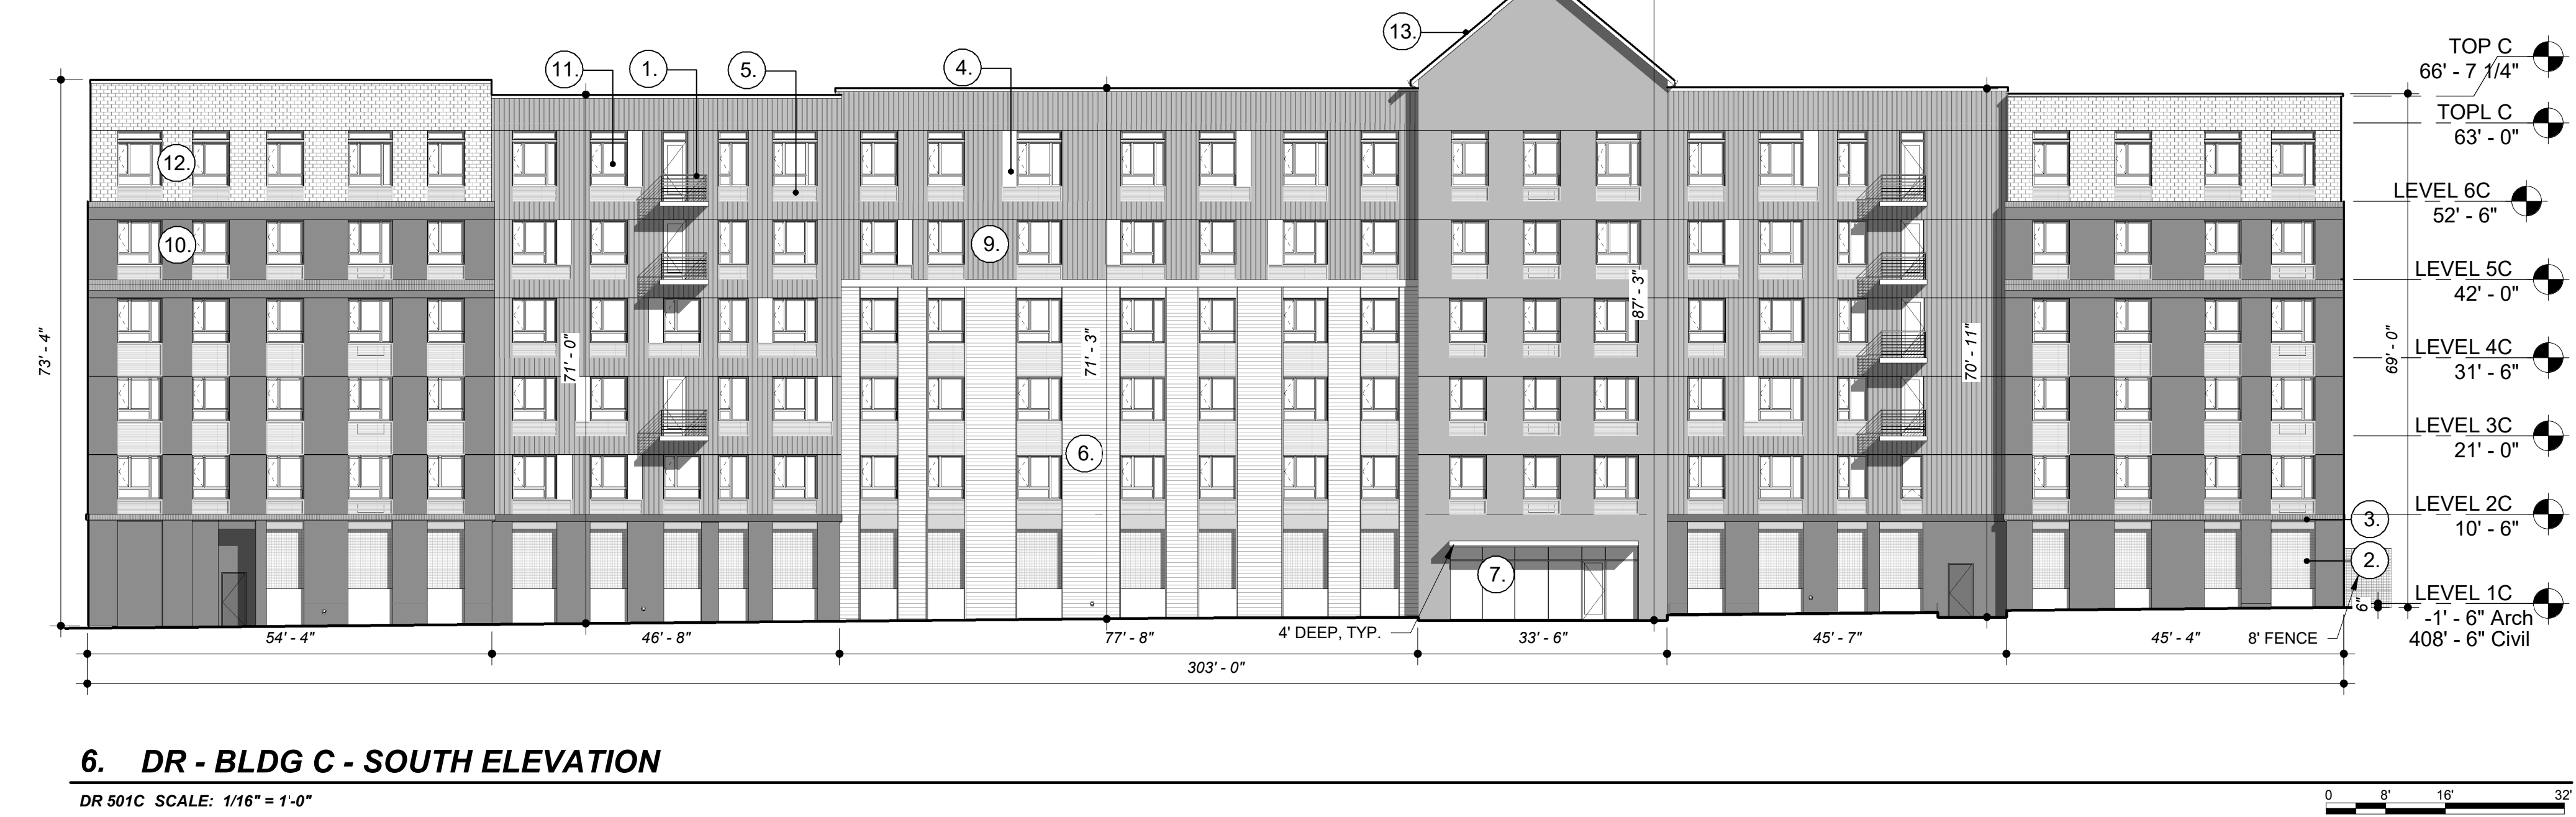 13.
TOP C
66' - 7 1/4"
11.
1.
5.
4.
TOPL C
63' - 0"
12.
LEVEL 6C
52' - 6"
10.
9.
LEVEL 5C
42' - 0"
87' - 3"
73' - 4"
71' - 0"
71' - 3"
70' - 11"
69' - 0"
LEVEL 4C
31' - 6"
6.
LEVEL 3C
21' - 0"
LEVEL 2C
10' - 6"
3.
7.
2.
LEVEL 1C
-1' - 6" Arch
408' - 6" Civil
6"
54' - 4"
46' - 8"
77' - 8"
4' DEEP, TYP.
33' - 6"
45' - 7"
45' - 4"
8' FENCE
303' - 0"
6. DR - BLDG C - SOUTH ELEVATION
DR 501C SCALE: 1/16" = 1'-0"
0 8' 16' 32'